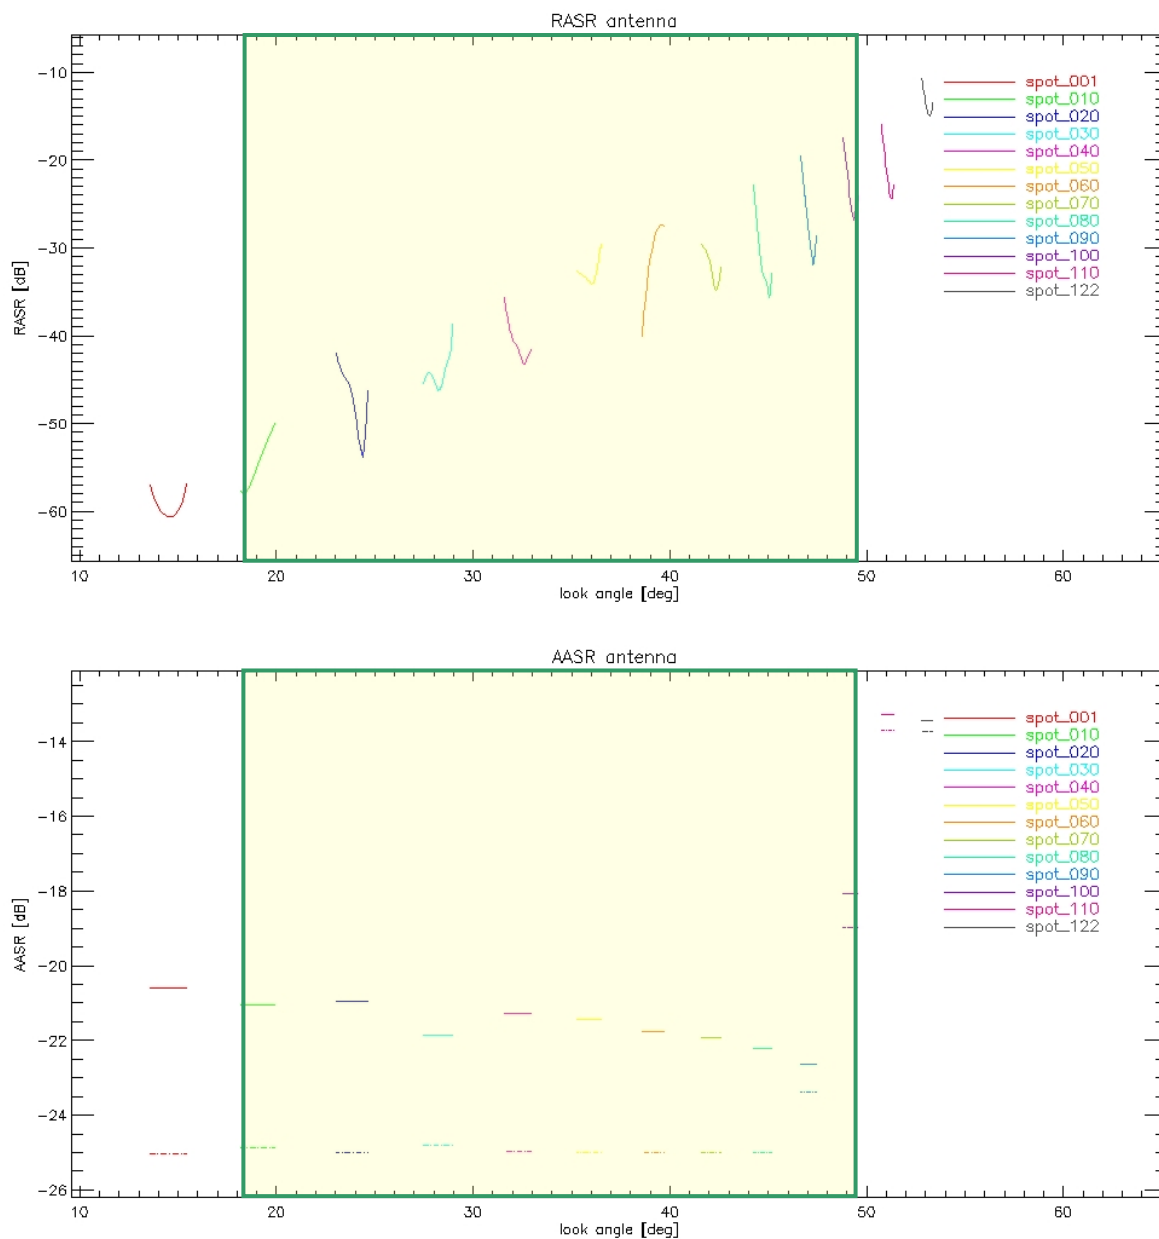 RASR antenna
-10
-20
-30
-40
-50
-60
RASR [dB]
spot_001
spot_010
spot_020
spot_030
spot_040
spot_050
spot_060
spot_070
spot_080
spot_090
spot_100
spot_110
spot_122
10 20 30 40 50 60
look angle [deg]
AASR antenna
-14
-16
-18
-20
-22
-24
-26
AASR [dB]
spot_001
spot_010
spot_020
spot_030
spot_040
spot_050
spot_060
spot_070
spot_080
spot_090
spot_100
spot_110
spot_122
10 20 30 40 50 60
look angle [deg]